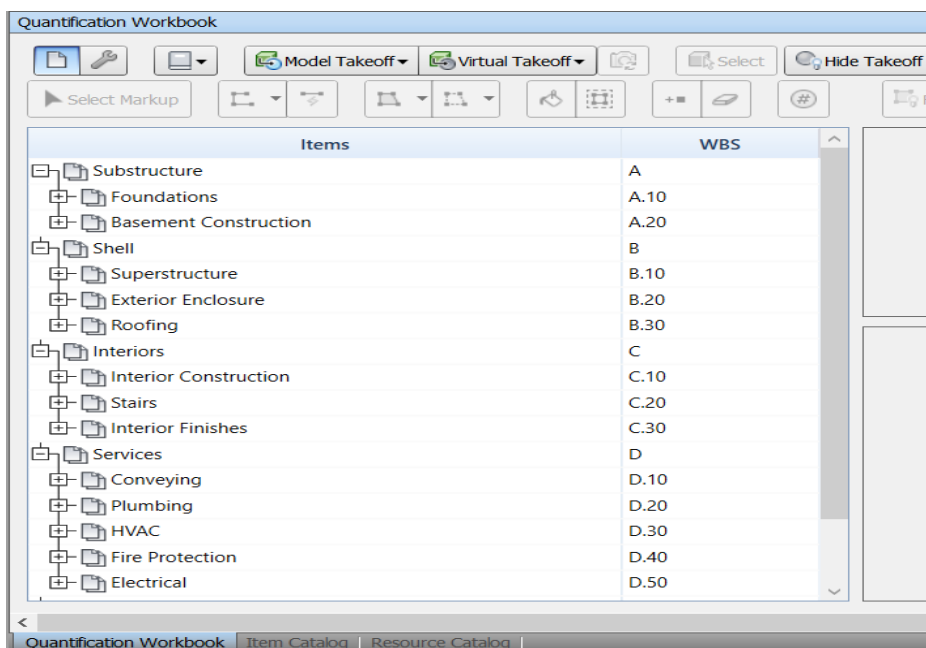 Quantification Workbook
Model Takeoff Virtual Takeoff Select Hide Takeoff
Select Markup
Items WBS
Substructure A
Foundations A.10
Basement Construction A.20
Shell B
Superstructure B.10
Exterior Enclosure B.20
Roofing B.30
Interiors C
Interior Construction C.10
Stairs C.20
Interior Finishes C.30
Services D
Conveying D.10
Plumbing D.20
HVAC D.30
Fire Protection D.40
Electrical D.50
Quantification Workbook Item Catalog Resource Catalog